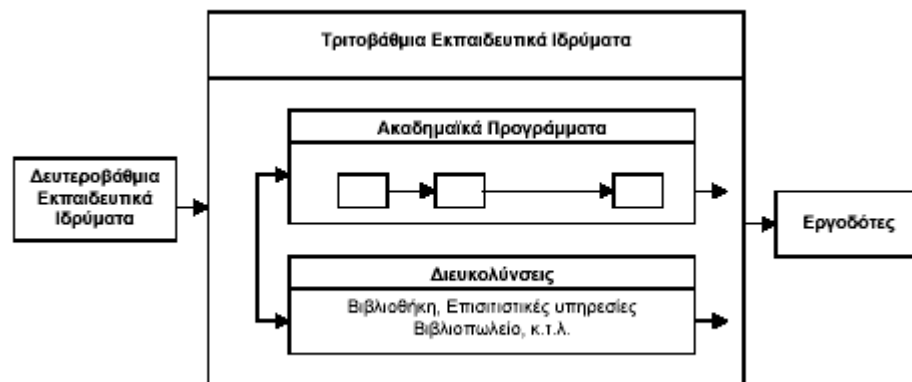 Τριτοβάθμια Εκπαιδευτικά Ιδρύματα
Ακαδημαϊκά Προγράμματα
Δευτεροβάθμια
Εκπαιδευτικά
Ιδρύματα
Διευκολύνσεις
Βιβλιοθήκη, Επισιτιστικές υπηρεσίες
Βιβλιοπωλείο, κ.τ.λ.
Εργοδότες